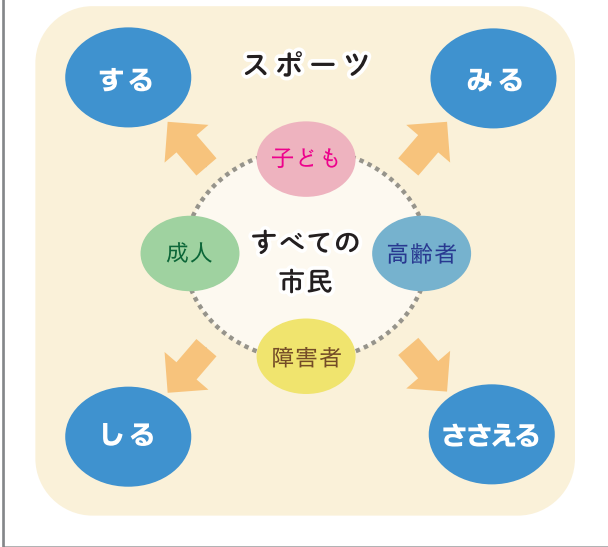 スポーツ
する
みる
子ども
成人
すべての
市民
高齢者
障害者
しる
ささえる